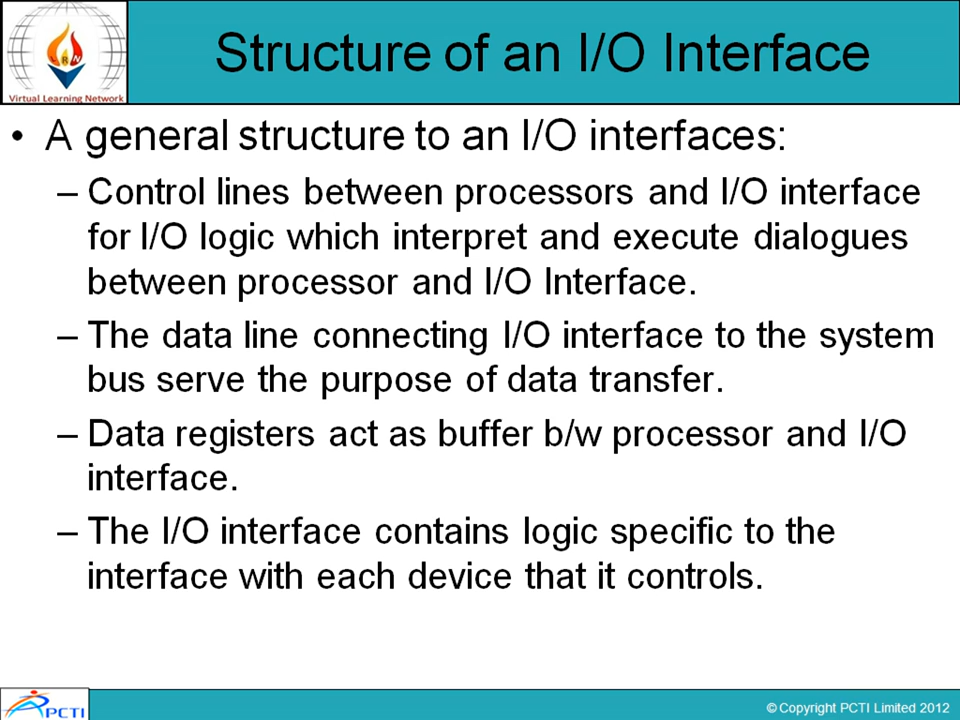 Structure of an I/O Interface
RN
Virtual Learning Network
• A general structure to an I/O interfaces:
– Control lines between processors and I/O interface
for I/O logic which interpret and execute dialogues
between processor and I/O Interface.
– The data line connecting I/O interface to the system
bus serve the purpose of data transfer.
– Data registers act as buffer b/w processor and I/O
interface.
– The I/O interface contains logic specific to the
interface with each device that it controls.
PCTI
© Copyright PCTI Limited 2012